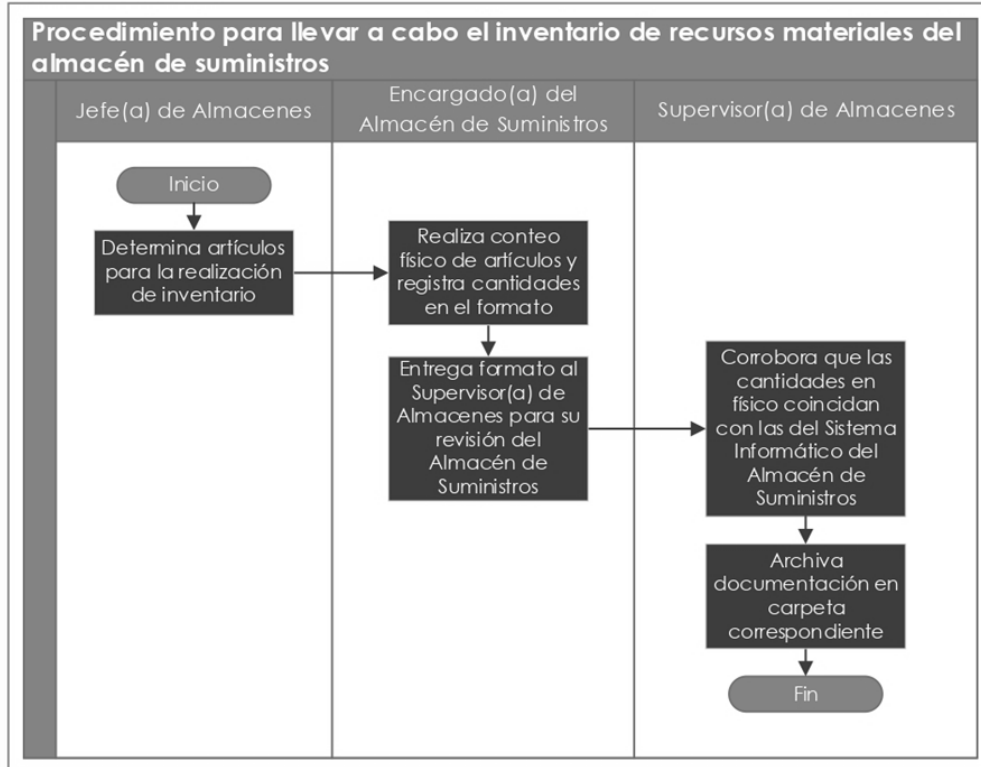 Procedimiento para llevar a cabo el inventario de recursos materiales del
almacén de suministros
Jefe(a) de Almacenes
Encargado(a) del
Almacén de Suministros
Supervisor(a) de Almacenes
Inicio
Determina artículos
para la realización
de inventario
Realiza conteo
físico de artículos y
registra cantidades
en el formato
Entrega formato al
Supervisor(a) de
Almacenes para su
revisión del
Almacén de
Suministros
Corrobora que las
cantidades en
físico coincidan
con las del Sistema
Informático del
Almacén de
Suministros
Archiva
documentación en
carpeta
correspondiente
Fin